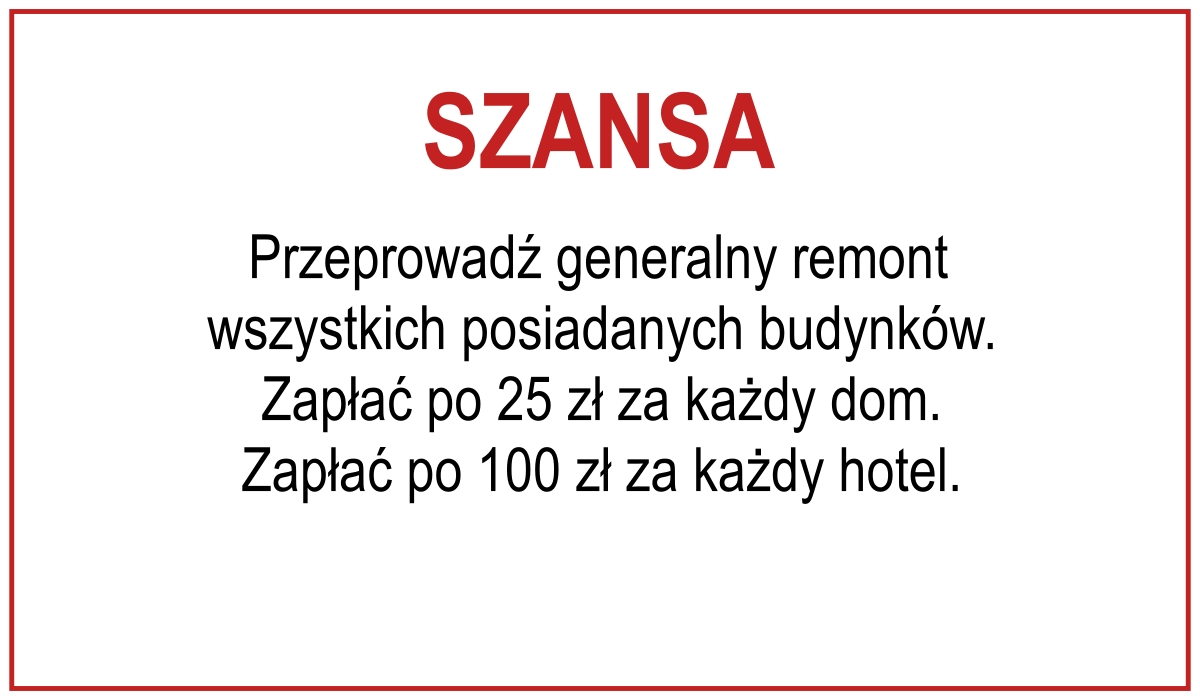 SZANSA
Przeprowadź generalny remont
wszystkich posiadanych budynków.
Zapłać po 25 zł za każdy dom.
Zapłać po 100 zł za każdy hotel.